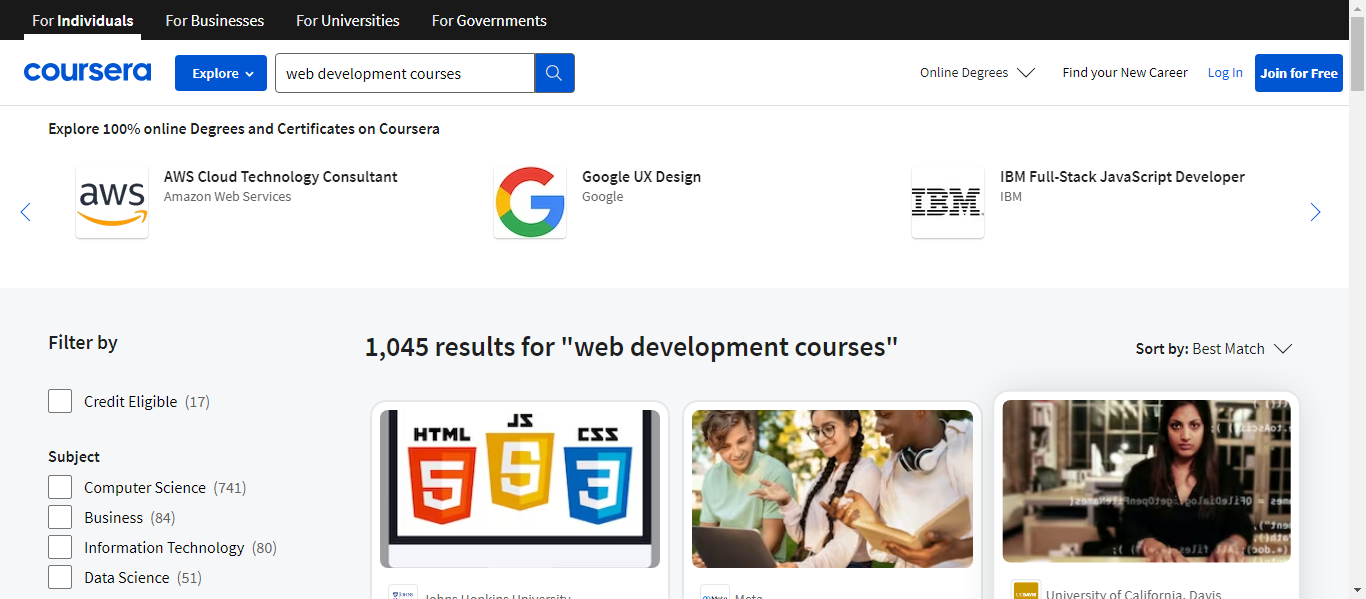 For Individuals For Businesses For Universities For Governments
coursera Explore web development courses Online Degrees Find your New Career Log In Join for Free
Explore 100% online Degrees and Certificates on Coursera
aws AWS Cloud Technology Consultant
Amazon Web Services
G Google UX Design
Google
IBM IBM Full-Stack JavaScript Developer
IBM
Filter by
1,045 results for "web development courses"
Sort by: Best Match
Credit Eligible (17)
Subject
Computer Science (741)
Business (84)
Information Technology (80)
Data Science (51)
HTML JS CSS
5 5 3
Johns Hopkins University
Meta
University of California, Davis